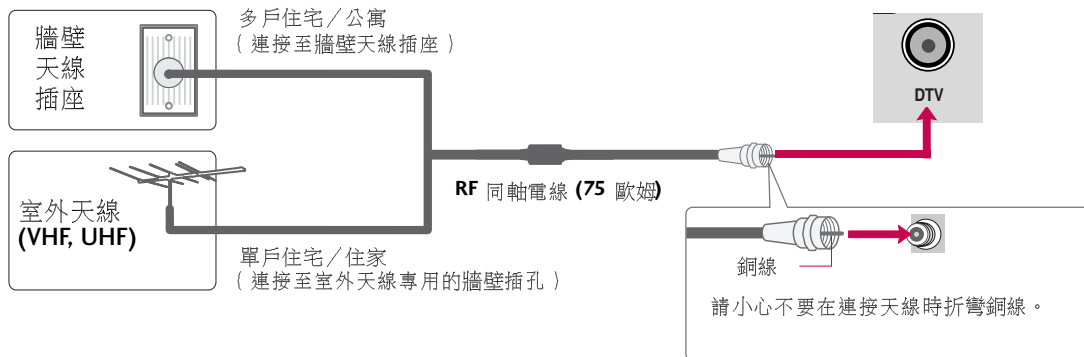 多戶住宅／公寓
（連接至牆壁天線插座）
牆壁
天線
插座
DTV
RF 同軸電線 (75 歐姆)
室外天線
(VHF, UHF)
單戶住宅／住家
（連接至室外天線專用的牆壁插孔）
銅線
請小心不要在連接天線時折彎銅線。